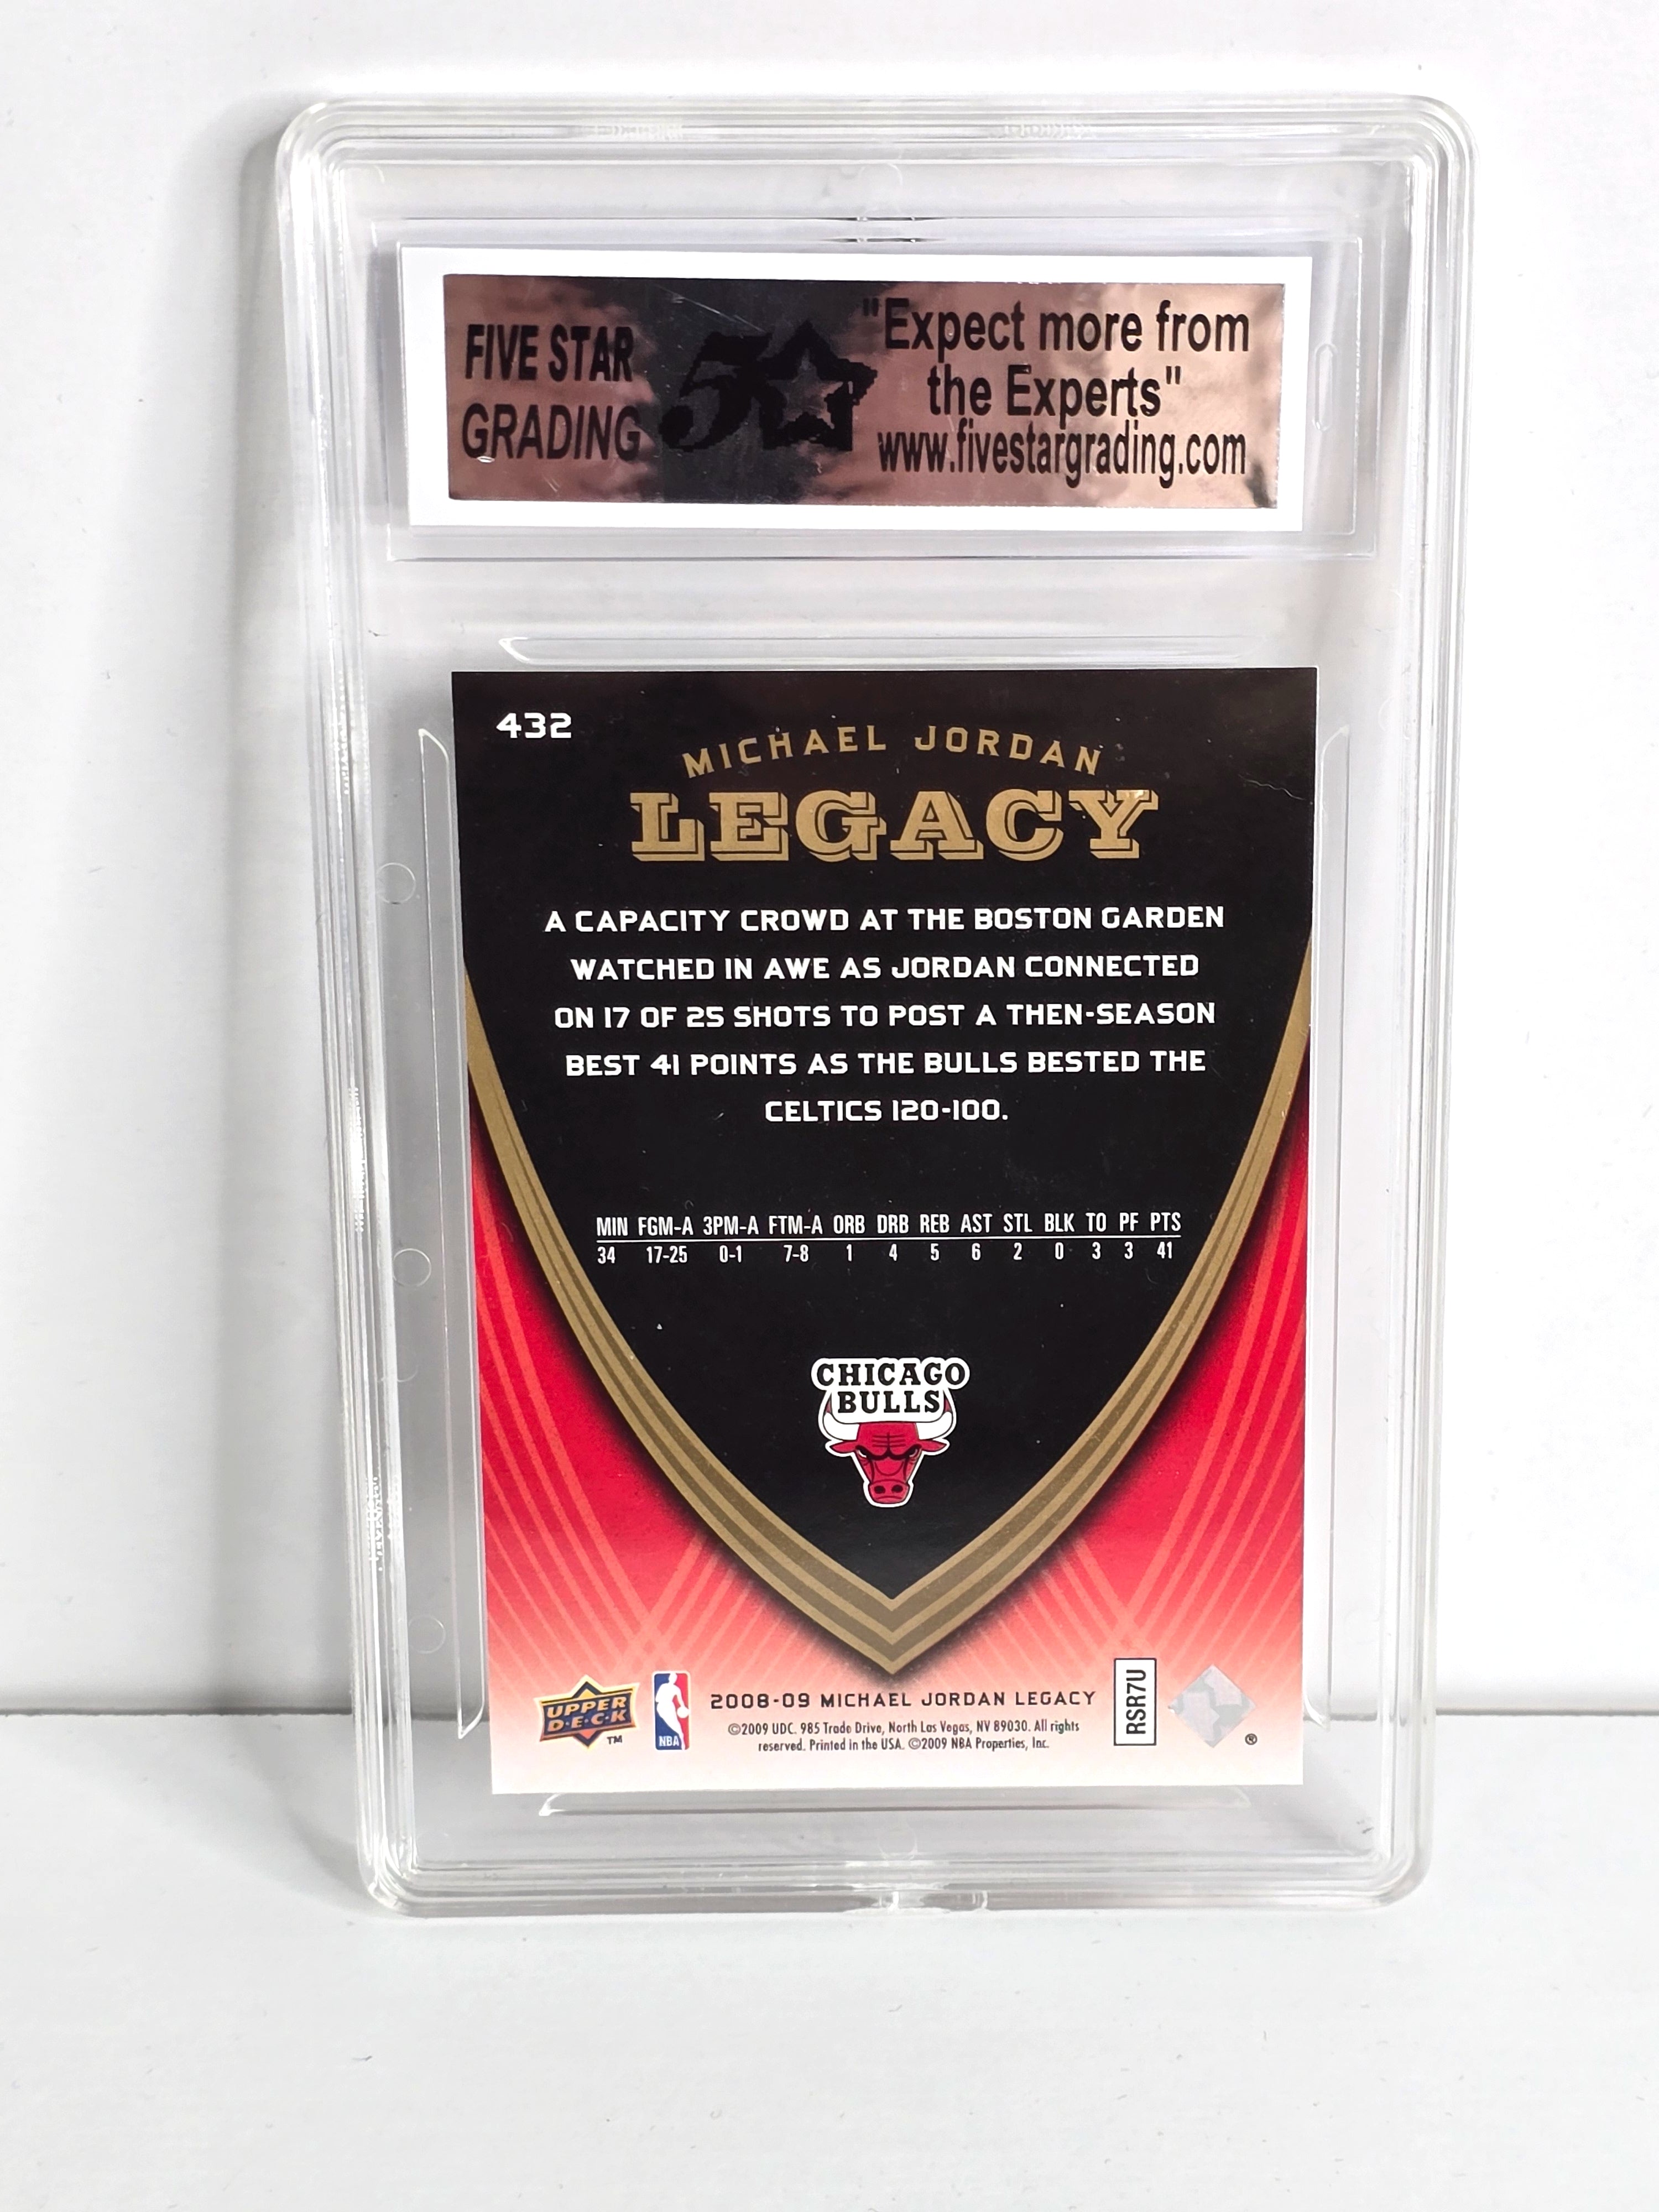 FIVE STAR
GRADING
5
"Expect more from
the Experts"
www.fivestargrading.com
432
MICHAEL JORDAN
LEGACY
A CAPACITY CROWD AT THE BOSTON GARDEN
WATCHED IN AWE AS JORDAN CONNECTED
ON 17 OF 25 SHOTS TO POST A THEN-SEASON
BEST 41 POINTS AS THE BULLS BESTED THE
CELTICS 120-100.
MIN FGM-A 3PM-A FTM-A ORB DRB REB AST STL BLK TO PF PTS
34 17-25 0-1 7-8 1 4 5 6 2 0 3 3 41
CHICAGO
BULLS
UPPER
D·E·C·K
TM
NBA
2008-09 MICHAEL JORDAN LEGACY
©2009 UDC. 985 Trade Drive, North Las Vegas, NV 89030. All rights
reserved. Printed in the USA. ©2009 NBA Properties, Inc.
RSR7U
®